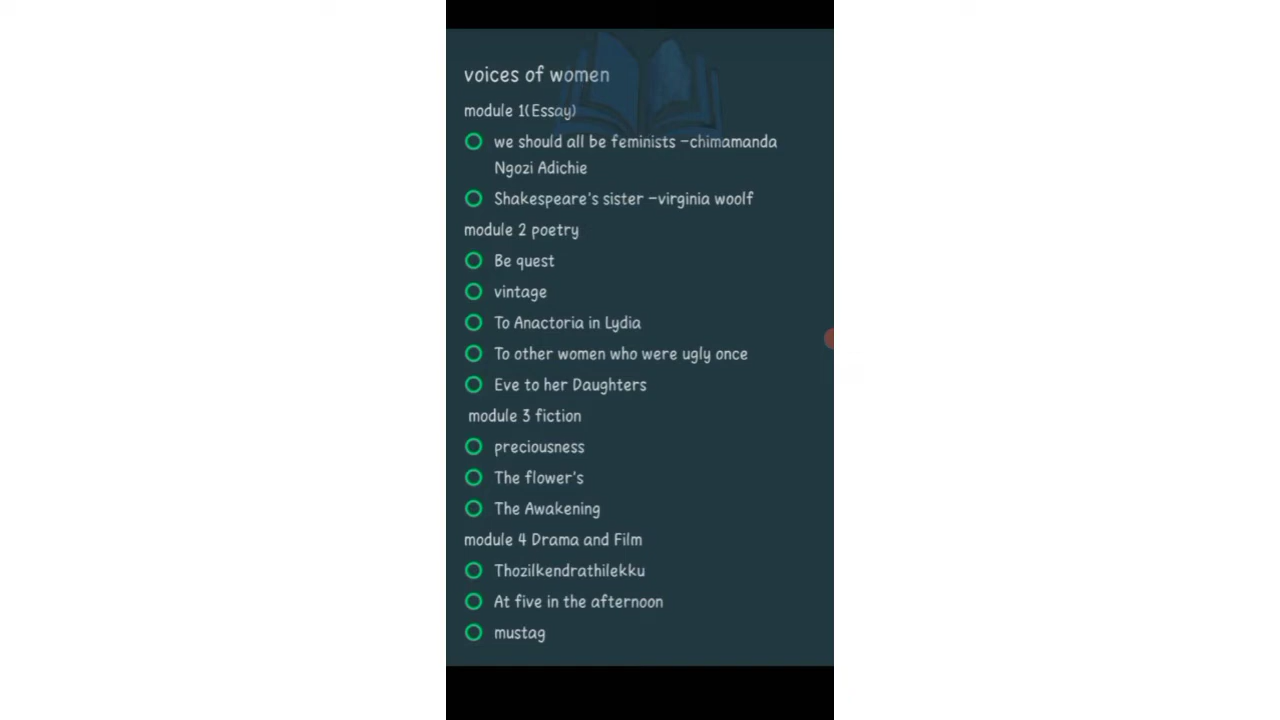 voices of women
module 1(Essay)
we should all be feminists -chimamanda
Ngozi Adichie
Shakespeare's sister -virginia woolf
module 2 poetry
Be quest
vintage
To Anactoria in Lydia
To other women who were ugly once
Eve to her Daughters
module 3 fiction
preciousness
The flower's
The Awakening
module 4 Drama and Film
Thozilkendrathilekku
At five in the afternoon
mustag